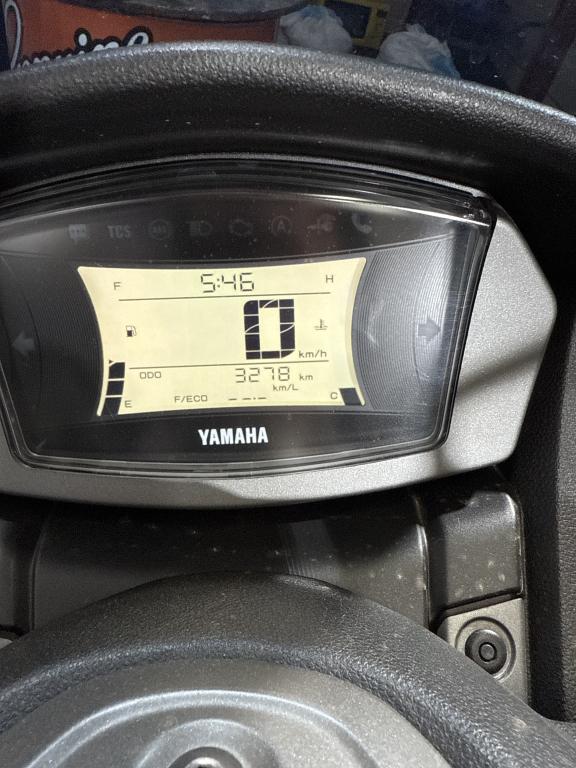 TCS
F 5:46 H
0 km/h
ODO 3278 km
km/L
E F/ECO --.- C
YAMAHA